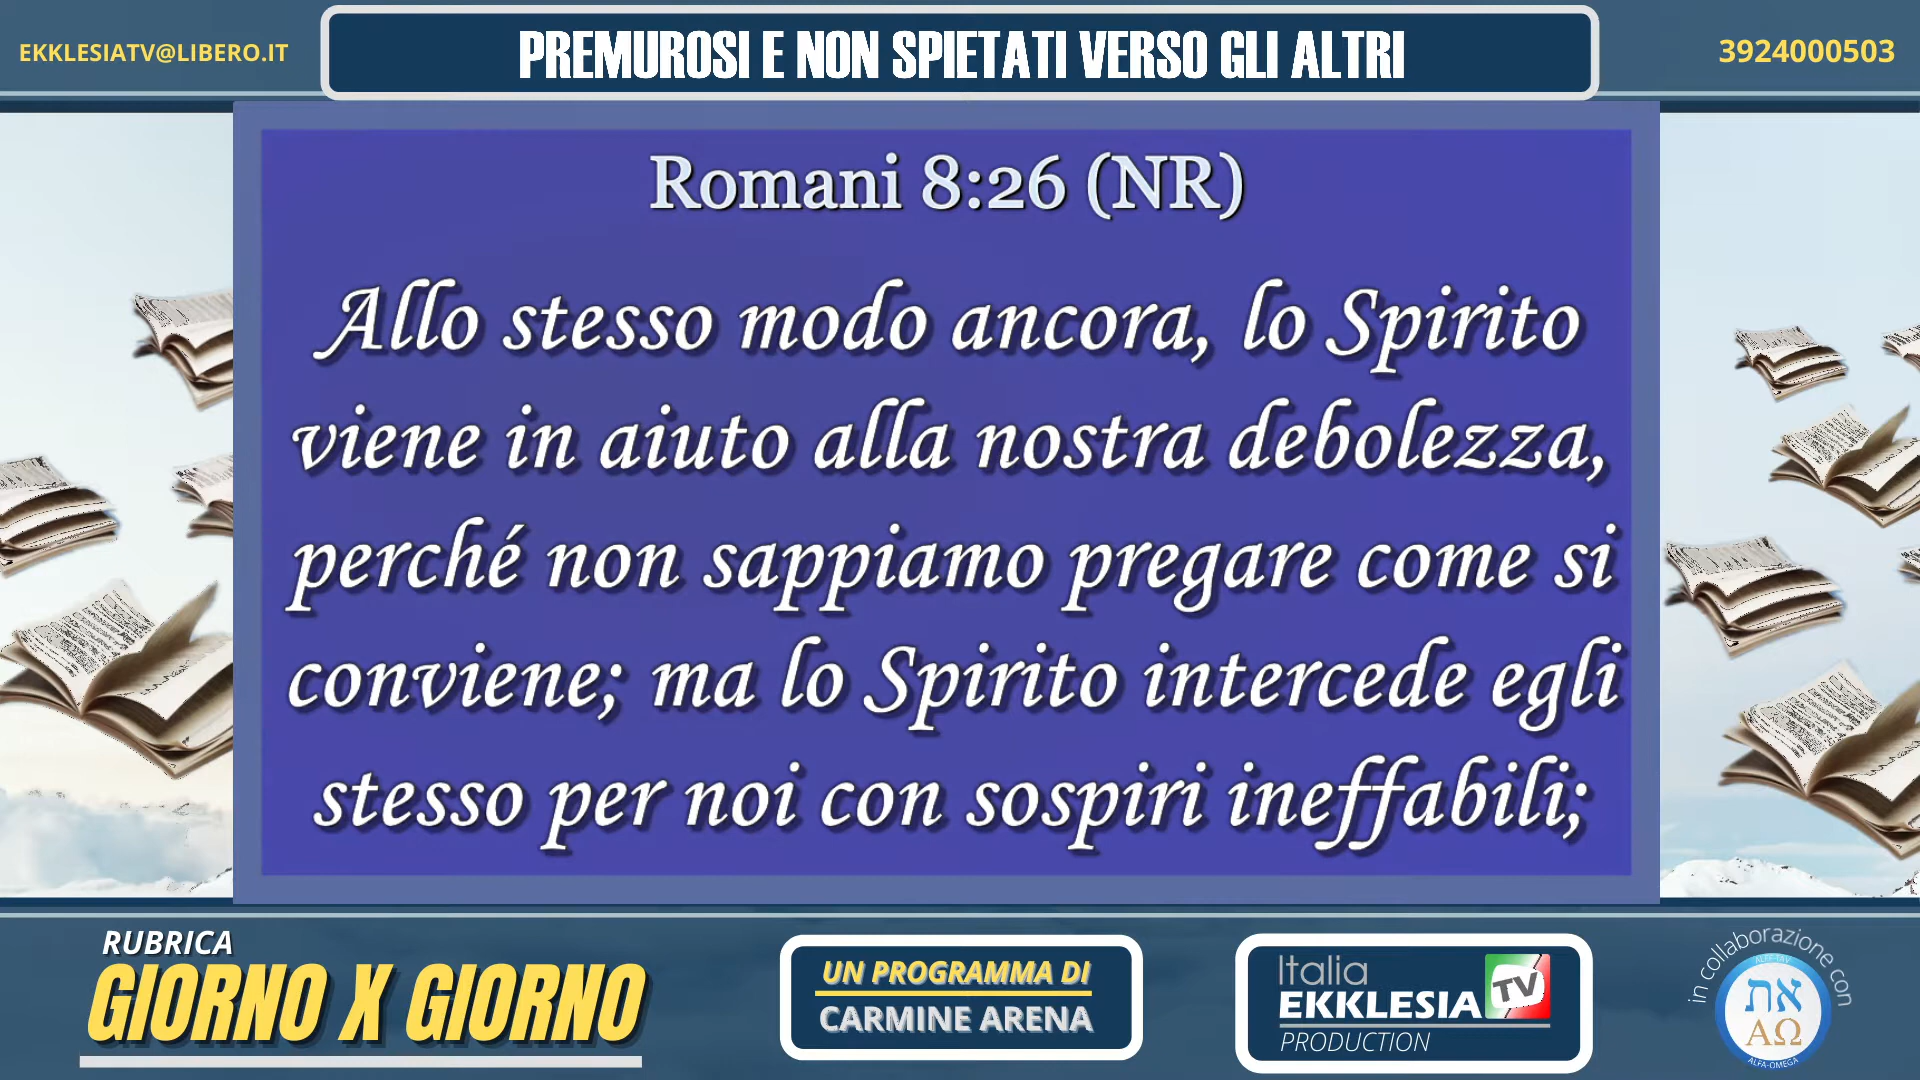 EKKLESIATV@LIBERO.IT
PREMUROSI E NON SPIETATI VERSO GLI ALTRI
3924000503
Romani 8:26 (NR)
Allo stesso modo ancora, lo Spirito
viene in aiuto alla nostra debolezza,
perché non sappiamo pregare come si
conviene; ma lo Spirito intercede egli
stesso per noi con sospiri ineffabili;
RUBRICA
GIORNO X GIORNO
UN PROGRAMMA DI
CARMINE ARENA
Italia
EKKLESIA TV
PRODUCTION
in collaborazione con
את
ΑΩ
ALFA-OMEGA